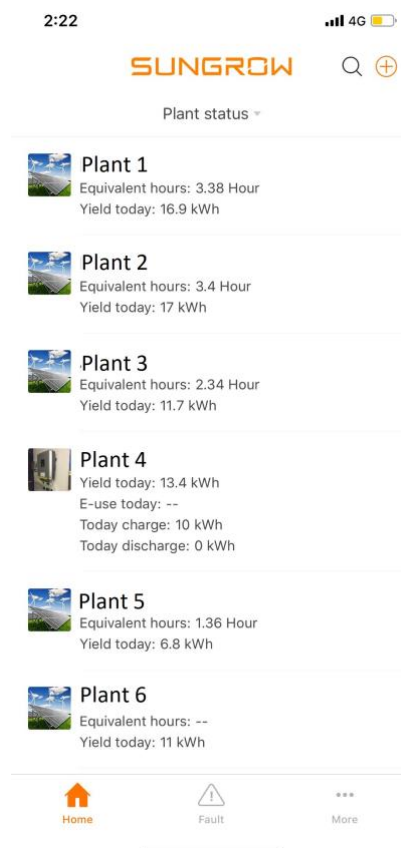 2:22
4G
SUNGROW
Plant status
Plant 1
Equivalent hours: 3.38 Hour
Yield today: 16.9 kWh
Plant 2
Equivalent hours: 3.4 Hour
Yield today: 17 kWh
Plant 3
Equivalent hours: 2.34 Hour
Yield today: 11.7 kWh
Plant 4
Yield today: 13.4 kWh
E-use today: --
Today charge: 10 kWh
Today discharge: 0 kWh
Plant 5
Equivalent hours: 1.36 Hour
Yield today: 6.8 kWh
Plant 6
Equivalent hours: --
Yield today: 11 kWh
Home
Fault
More